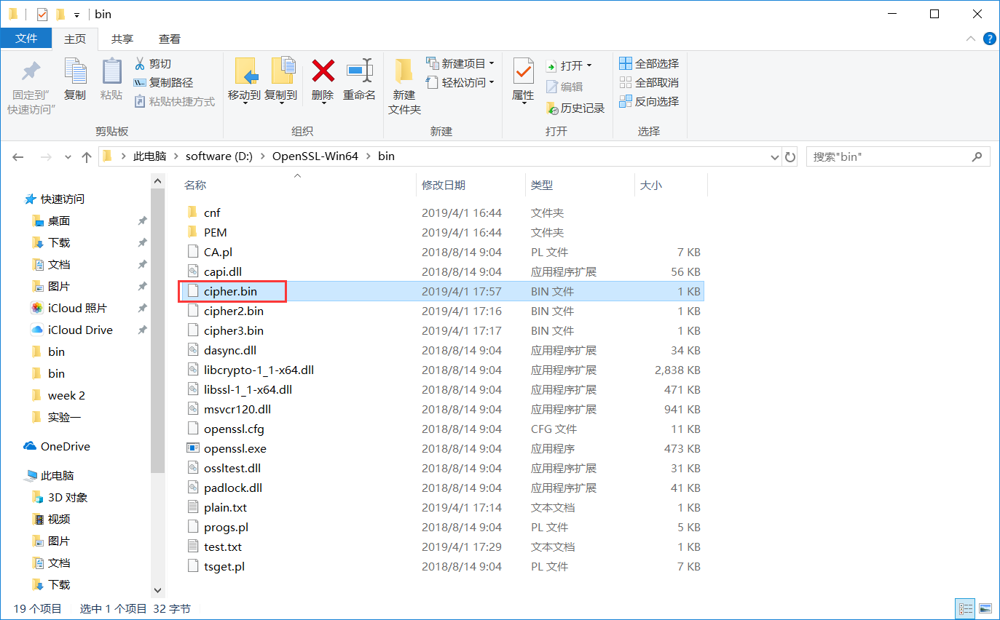 bin
文件 主页 共享 查看
固定到"快速访问"
复制
粘贴
剪切
复制路径
粘贴快捷方式
剪贴板
移动到
复制到
删除
重命名
组织
新建
文件夹
新建项目
轻松访问
新建
属性
打开
编辑
历史记录
打开
全部选择
全部取消
反向选择
选择
此电脑 > software (D:) > OpenSSL-Win64 > bin
搜索"bin"
快速访问
桌面
下载
文档
图片
iCloud 照片
iCloud Drive
bin
bin
week 2
实验一
OneDrive
此电脑
3D 对象
视频
图片
文档
下载
名称 修改日期 类型 大小
cnf 2019/4/1 16:44 文件夹
PEM 2019/4/1 16:44 文件夹
CA.pl 2018/8/14 9:04 PL 文件 7 KB
capi.dll 2018/8/14 9:04 应用程序扩展 56 KB
cipher.bin 2019/4/1 17:57 BIN 文件 1 KB
cipher2.bin 2019/4/1 17:16 BIN 文件 1 KB
cipher3.bin 2019/4/1 17:17 BIN 文件 1 KB
dasync.dll 2018/8/14 9:04 应用程序扩展 34 KB
libcrypto-1_1-x64.dll 2018/8/14 9:04 应用程序扩展 2,838 KB
libssl-1_1-x64.dll 2018/8/14 9:04 应用程序扩展 471 KB
msvcr120.dll 2018/8/14 9:04 应用程序扩展 941 KB
openssl.cfg 2018/8/14 9:04 CFG 文件 11 KB
openssl.exe 2018/8/14 9:04 应用程序 473 KB
ossltest.dll 2018/8/14 9:04 应用程序扩展 31 KB
padlock.dll 2018/8/14 9:04 应用程序扩展 41 KB
plain.txt 2019/4/1 17:14 文本文档 1 KB
progs.pl 2018/8/14 9:04 PL 文件 5 KB
test.txt 2019/4/1 17:29 文本文档 1 KB
tsget.pl 2018/8/14 9:04 PL 文件 7 KB
19 个项目 选中 1 个项目 32 字节